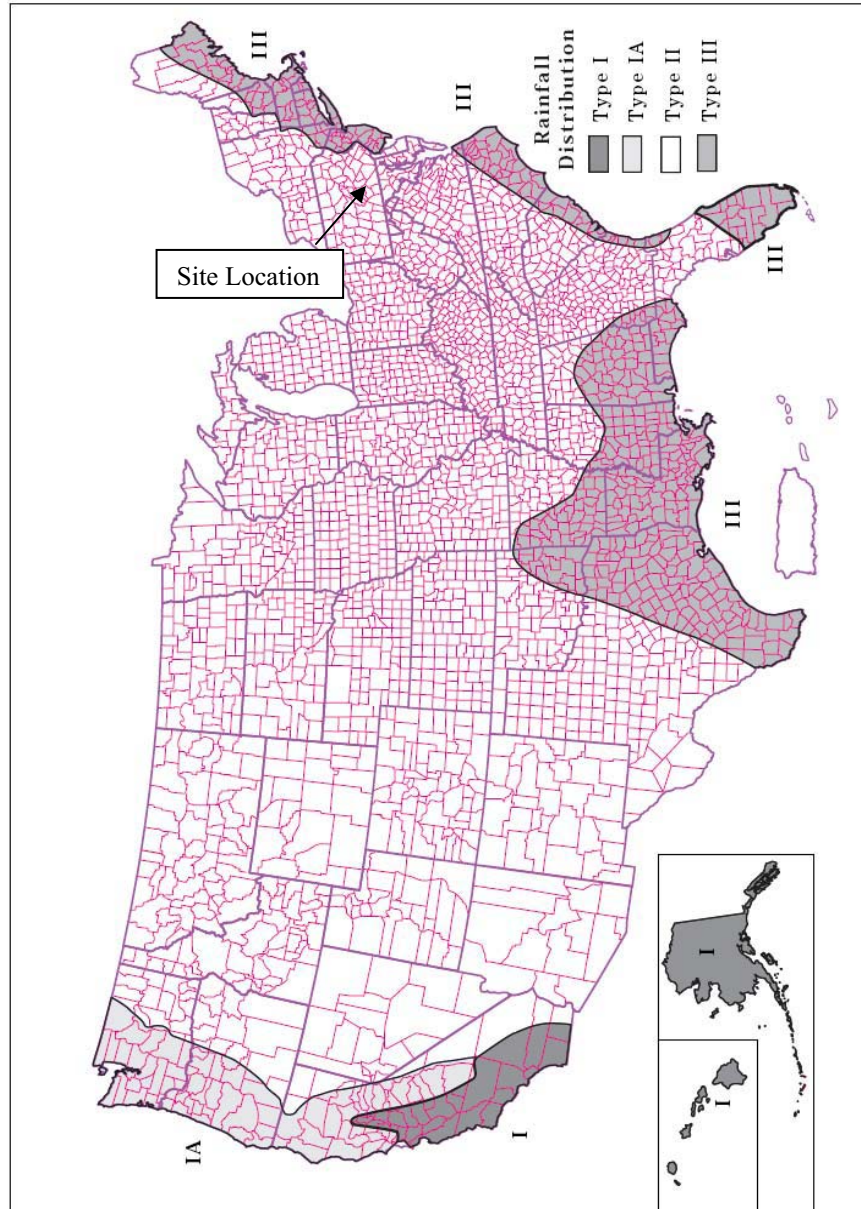 III
III
Rainfall
Distribution
Type I
Type IA
Type II
Type III
Site Location
III
III
I
IA
I
I